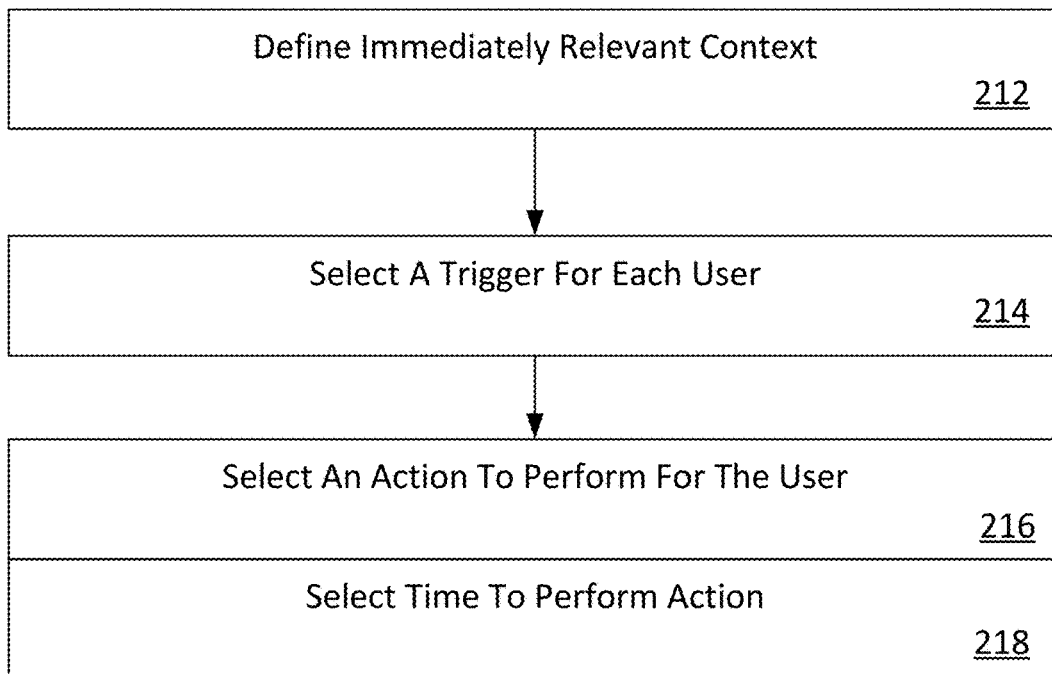 Define Immediately Relevant Context
212
Select A Trigger For Each User
214
Select An Action To Perform For The User
216
Select Time To Perform Action
218